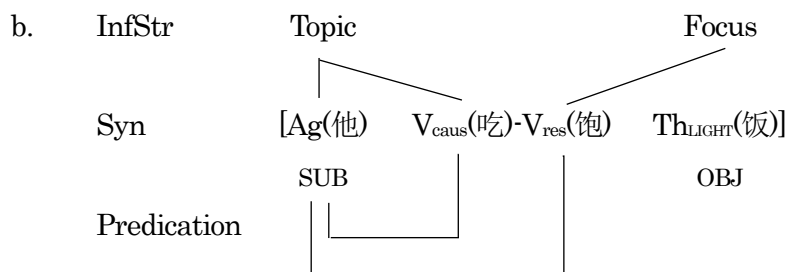 b. InfStr Topic Focus
Syn [Ag(他) Vcaus(吃)-Vres(饱) ThLIGHT(饭)]
SUB OBJ
Predication